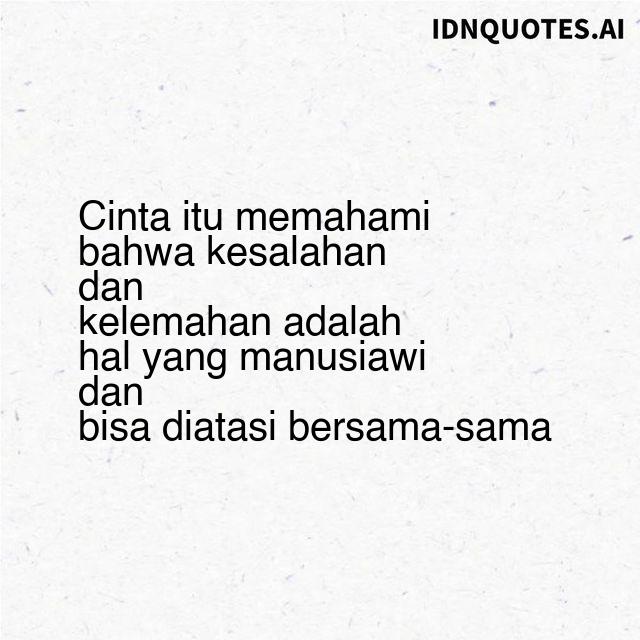 IDNQUOTES.AI
Cinta itu memahami
bahwa kesalahan
dan
kelemahan adalah
hal yang manusiawi
dan
bisa diatasi bersama-sama